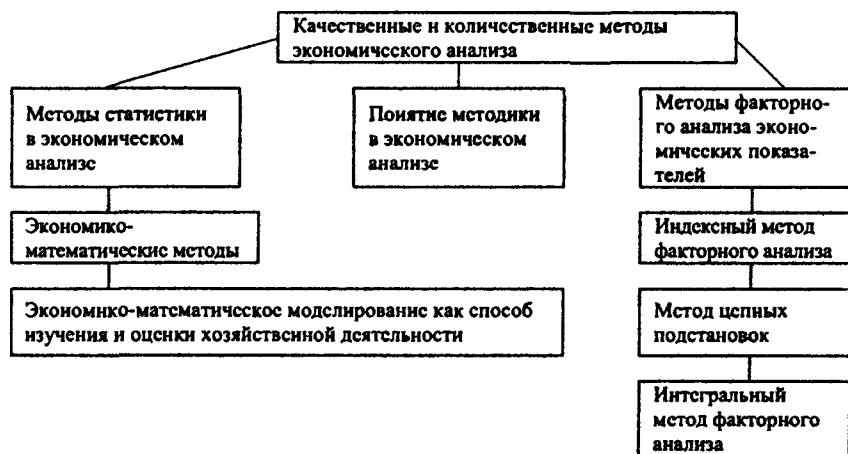 Качественные и количественные методы
экономического анализа
Методы статистики
в экономическом
анализе
Понятие методики
в экономическом
анализе
Методы факторно-
го анализа эконо-
мических показа-
телей
Экономико-
математические методы
Индексный метод
факторного анализа
Экономико-математическое моделирование как способ
изучения и оценки хозяйственной деятельности
Метод цепных
подстановок
Интегральный
метод факторного
анализа